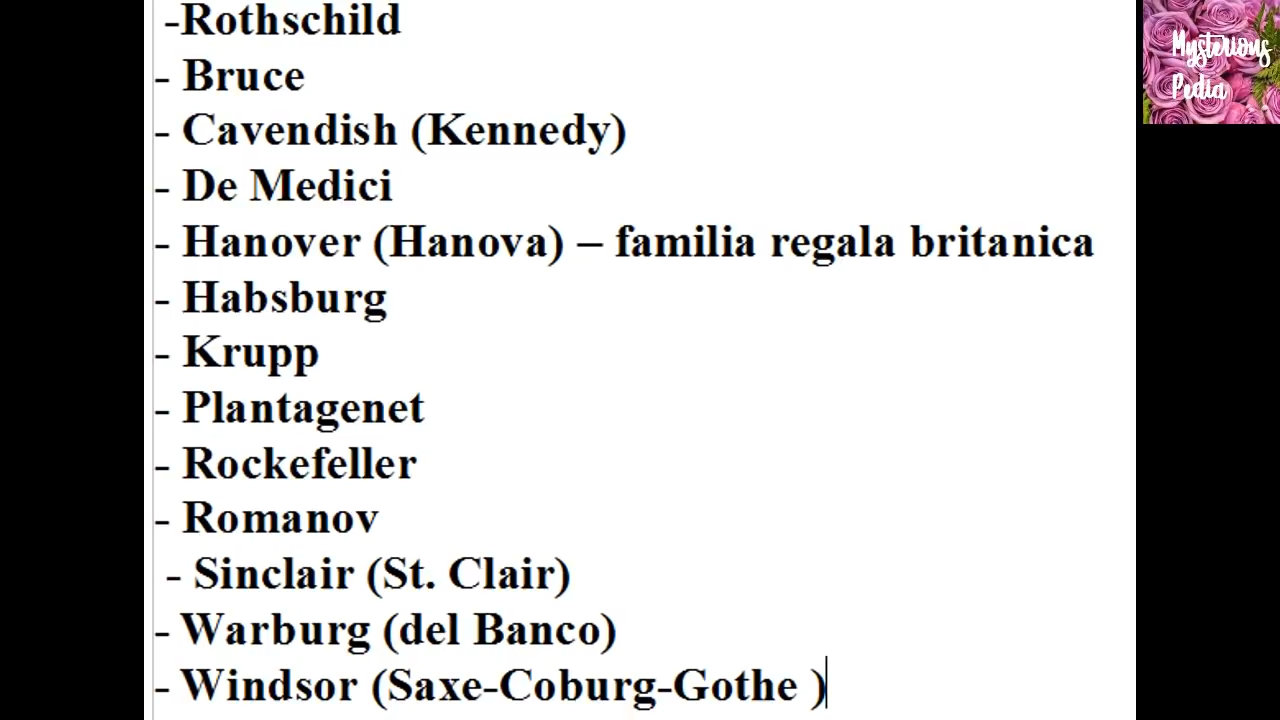 -Rothschild
- Bruce
- Cavendish (Kennedy)
- De Medici
- Hanover (Hanova) – familia regala britanica
- Habsburg
- Krupp
- Plantagenet
- Rockefeller
- Romanov
- Sinclair (St. Clair)
- Warburg (del Banco)
- Windsor (Saxe-Coburg-Gothe )
Mysterious
Pedia